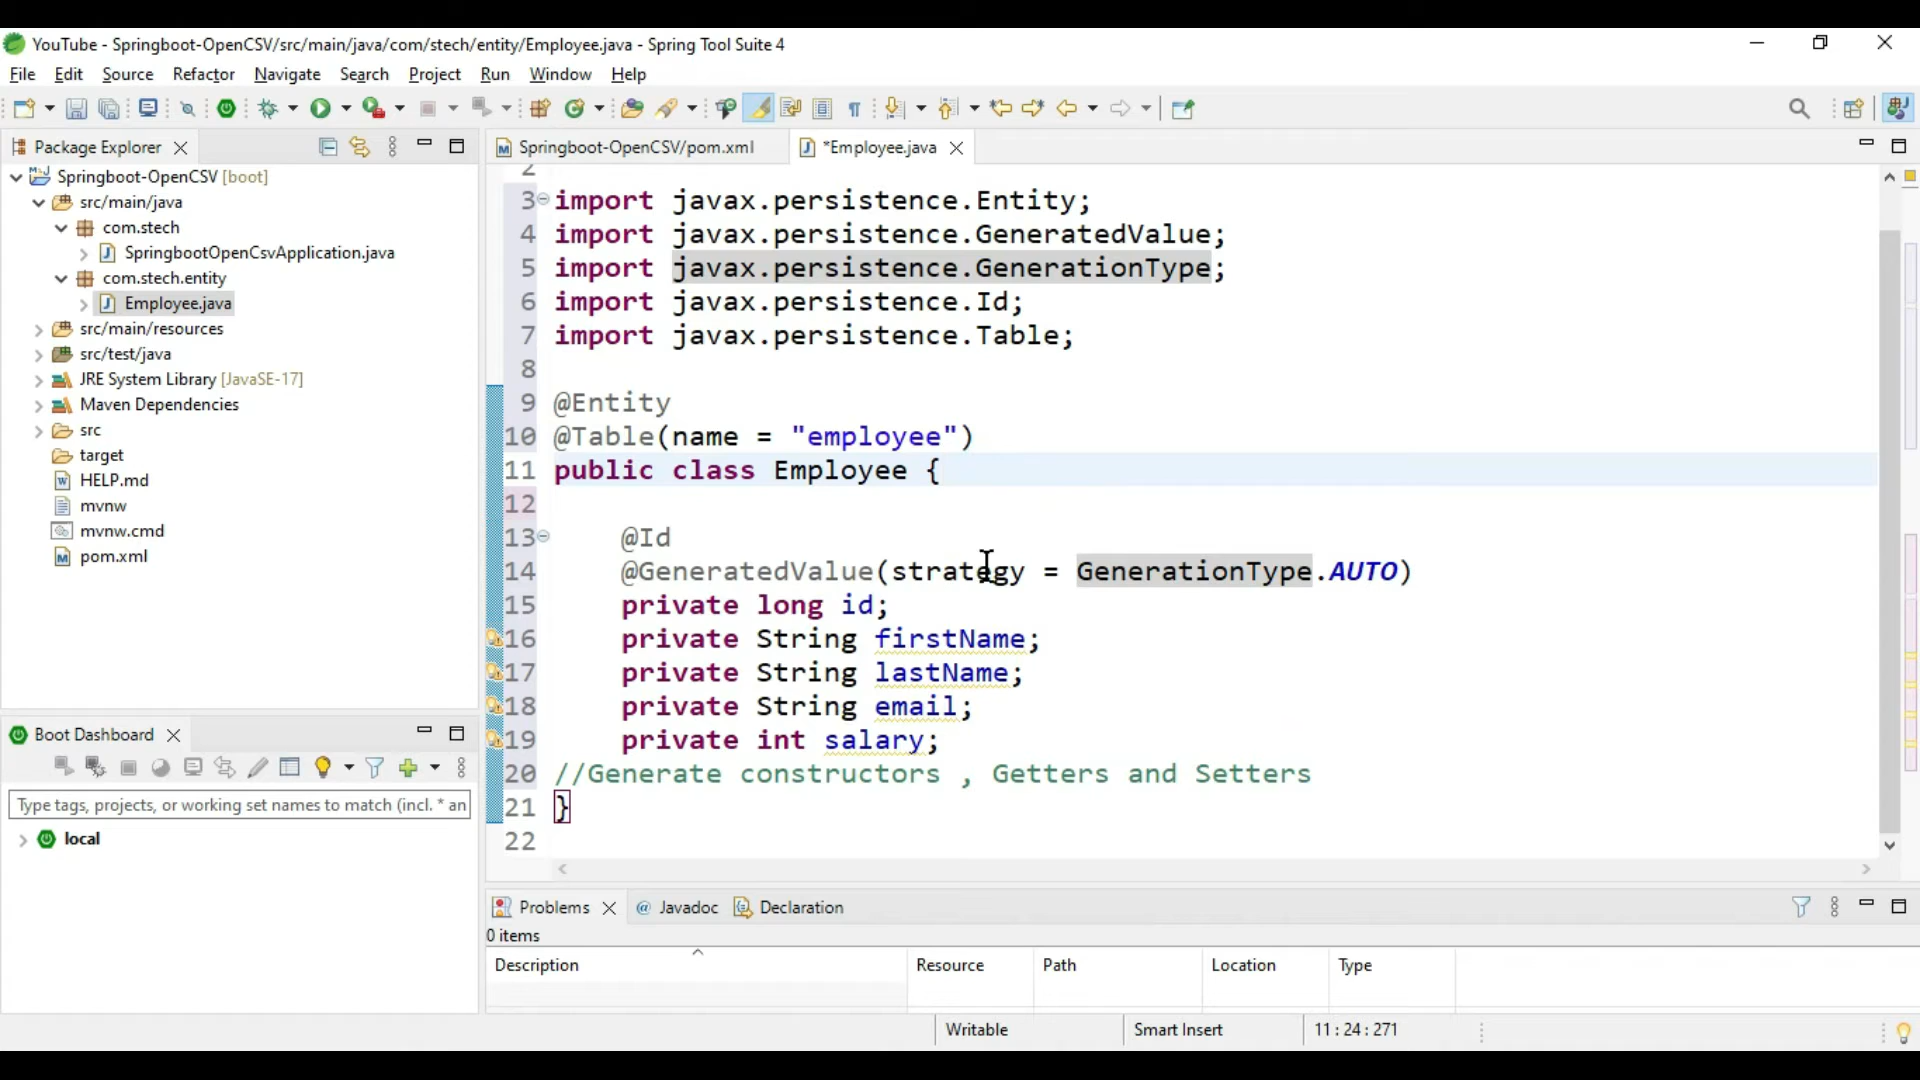 YouTube - Springboot-OpenCSV/src/main/java/com/stech/entity/Employee.java - Spring Tool Suite 4
File Edit Source Refactor Navigate Search Project Run Window Help
Package Explorer
Springboot-OpenCSV [boot]
src/main/java
com.stech
SpringbootOpenCsvApplication.java
com.stech.entity
Employee.java
src/main/resources
src/test/java
JRE System Library [JavaSE-17]
Maven Dependencies
src
target
HELP.md
mvnw
mvnw.cmd
pom.xml
Boot Dashboard
Type tags, projects, or working set names to match (incl. * an
local
Springboot-OpenCSV/pom.xml *Employee.java
2
3 import javax.persistence.Entity;
4 import javax.persistence.GeneratedValue;
5 import javax.persistence.GenerationType;
6 import javax.persistence.Id;
7 import javax.persistence.Table;
8
9 @Entity
10 @Table(name = "employee")
11 public class Employee {
12
13 @Id
14 @GeneratedValue(strategy = GenerationType.AUTO)
15 private long id;
16 private String firstName;
17 private String lastName;
18 private String email;
19 private int salary;
20 //Generate constructors , Getters and Setters
21 }
22
Problems @ Javadoc Declaration
0 items
Description Resource Path Location Type
Writable Smart Insert 11 : 24 : 271